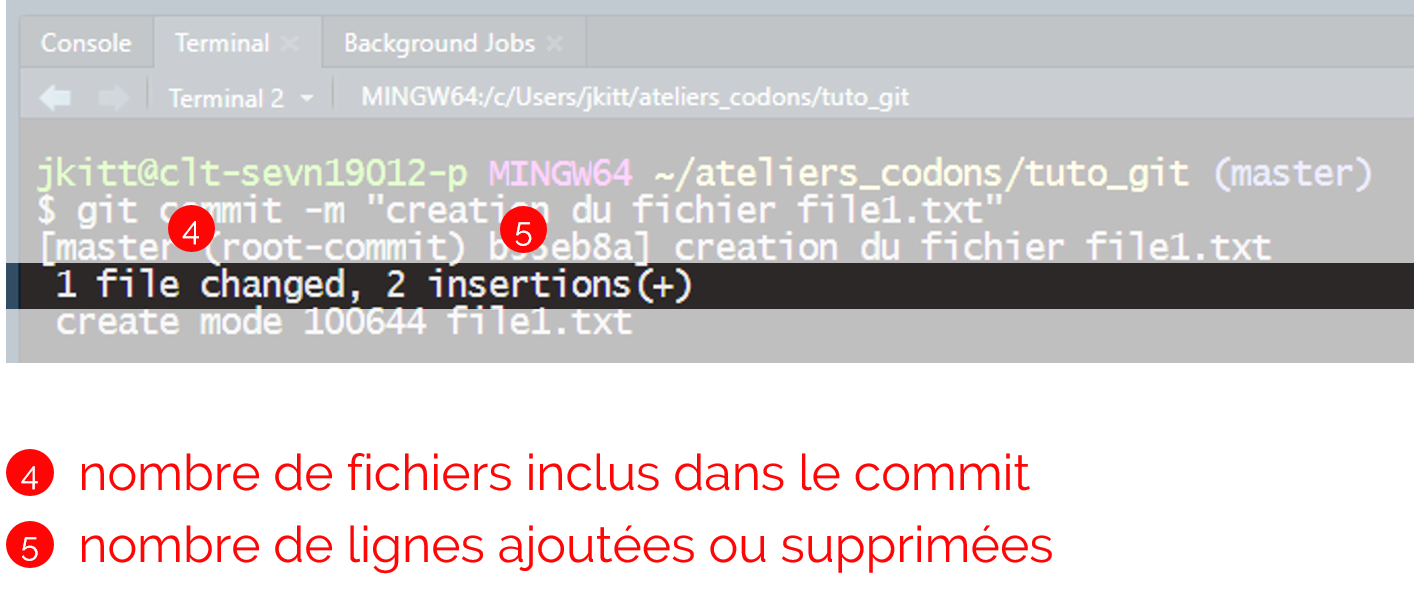 Console Terminal × Background Jobs ×
Terminal 2 MINGW64:/c/Users/jkitt/ateliers_codons/tuto_git
jkitt@clt-sevn19012-p MINGW64 ~/ateliers_codons/tuto_git (master)
$ git commit -m "creation du fichier file1.txt"
4 5
[master (root-commit) eb8a] creation du fichier file1.txt
1 file changed, 2 insertions(+)
create mode 100644 file1.txt
4 nombre de fichiers inclus dans le commit
5 nombre de lignes ajoutées ou supprimées